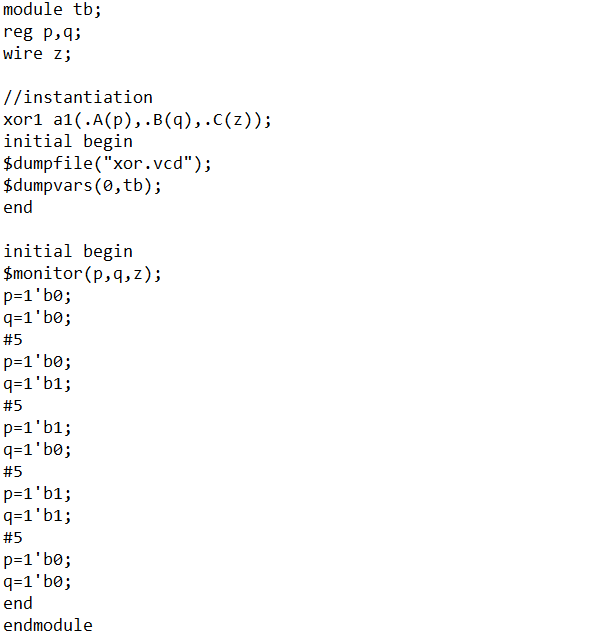 module tb;
reg p,q;
wire z;

//instantiation
xor1 a1(.A(p),.B(q),.C(z));
initial begin
$dumpfile("xor.vcd");
$dumpvars(0,tb);
end

initial begin
$monitor(p,q,z);
p=1'b0;
q=1'b0;
#5
p=1'b0;
q=1'b1;
#5
p=1'b1;
q=1'b0;
#5
p=1'b1;
q=1'b1;
#5
p=1'b0;
q=1'b0;
end
endmodule